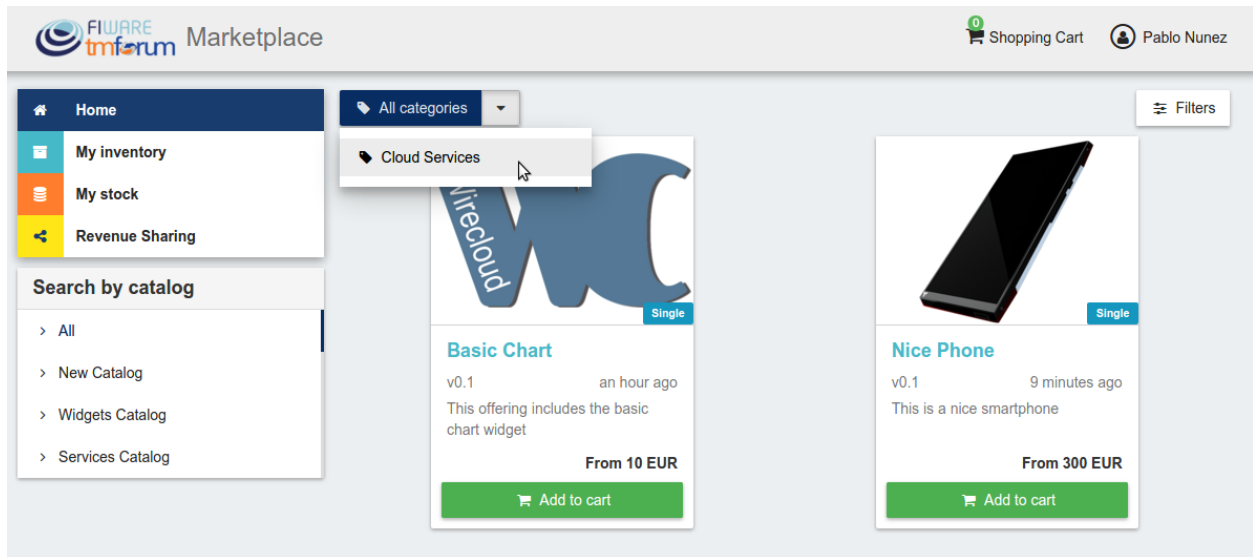 FIWARE
tmforum
Marketplace
0
Shopping Cart
Pablo Nunez
Home
My inventory
My stock
Revenue Sharing
Search by catalog
All
New Catalog
Widgets Catalog
Services Catalog
All categories
Filters
Cloud Services
Wirecloud
Single
Basic Chart
v0.1 an hour ago
This offering includes the basic
chart widget
From 10 EUR
Add to cart
Single
Nice Phone
v0.1 9 minutes ago
This is a nice smartphone
From 300 EUR
Add to cart